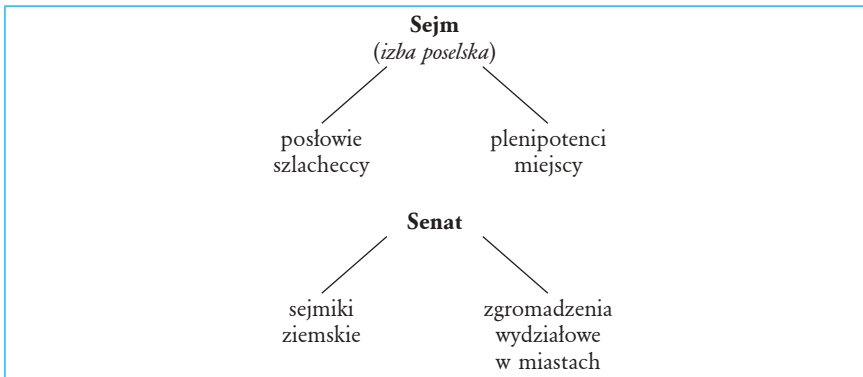 Sejm
(izba poselska)
posłowie
szlacheccy
plenipotenci
miejscy
Senat
sejmiki
ziemskie
zgromadzenia
wydziałowe
w miastach